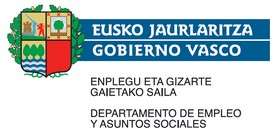 EUSKO JAURLARITZA
GOBIERNO VASCO
ENPLEGU ETA GIZARTE
GAIETAKO SAILA
DEPARTAMENTO DE EMPLEO
Y ASUNTOS SOCIALES